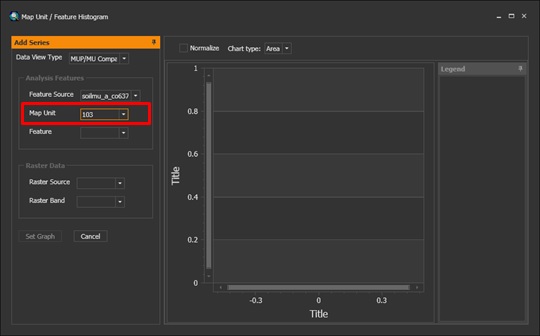 Map Unit / Feature Histogram
Add Series
Data View Type MUP/MU Compa
Analysis Features
Feature Source soilmu_a_co637
Map Unit 103
Feature
Raster Data
Raster Source
Raster Band
Set Graph Cancel
Normalize Chart type: Area
1
0.8
0.6
0.4
0.2
0
Title
-0.3 0 0.3
Title
Legend